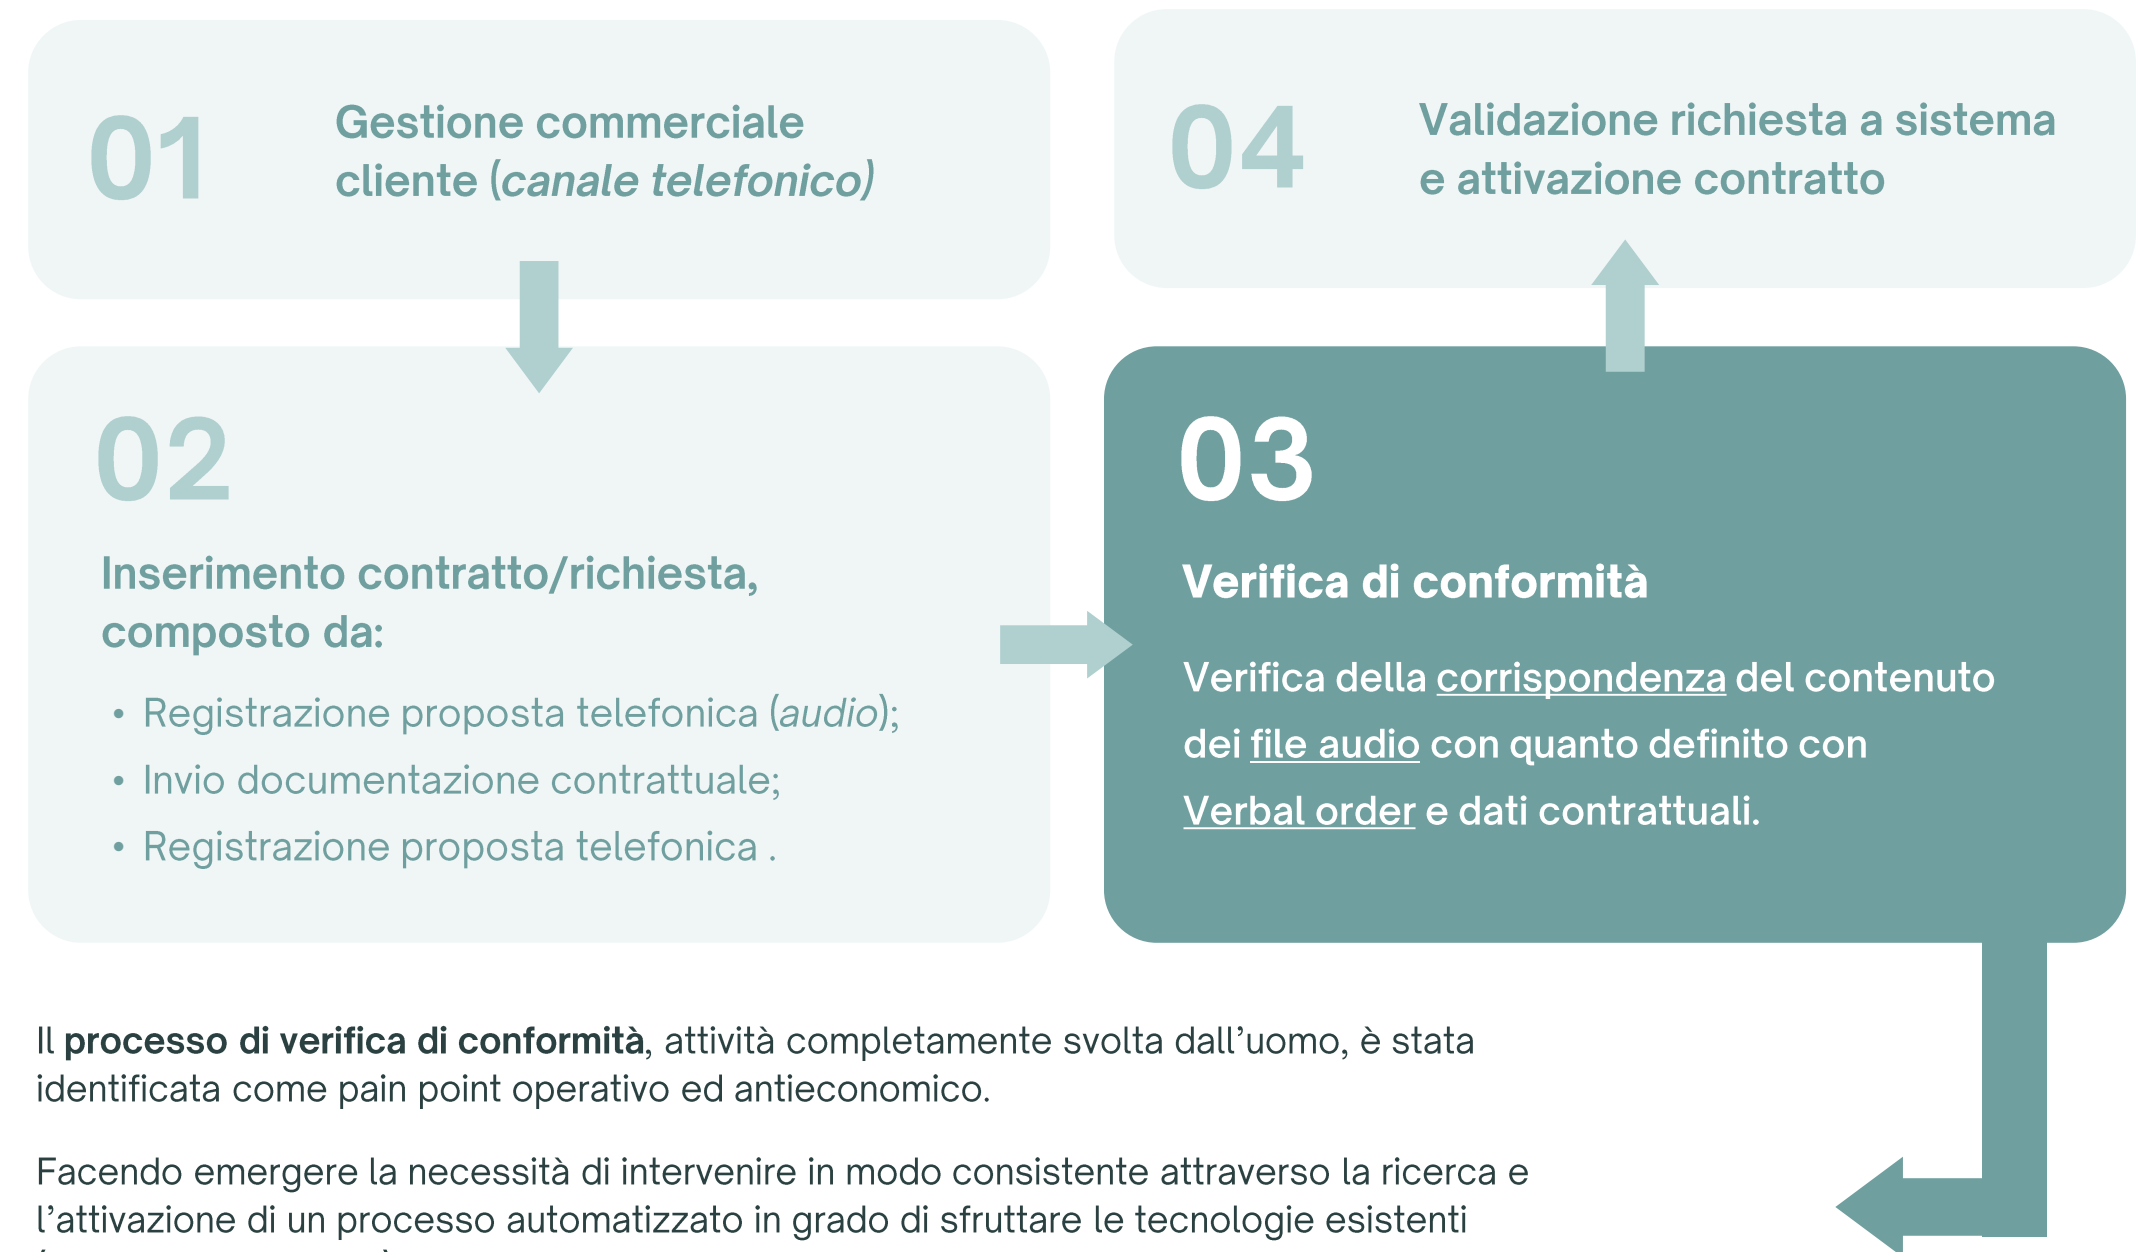 01
Gestione commerciale
cliente (canale telefonico)
02
Inserimento contratto/richiesta,
composto da:
• Registrazione proposta telefonica (audio);
• Invio documentazione contrattuale;
• Registrazione proposta telefonica .
03
Verifica di conformità
Verifica della corrispondenza del contenuto
dei file audio con quanto definito con
Verbal order e dati contrattuali.
04
Validazione richiesta a sistema
e attivazione contratto
Il processo di verifica di conformità, attività completamente svolta dall’uomo, è stata
identificata come pain point operativo ed antieconomico.
Facendo emergere la necessità di intervenire in modo consistente attraverso la ricerca e
l’attivazione di un processo automatizzato in grado di sfruttare le tecnologie esistenti